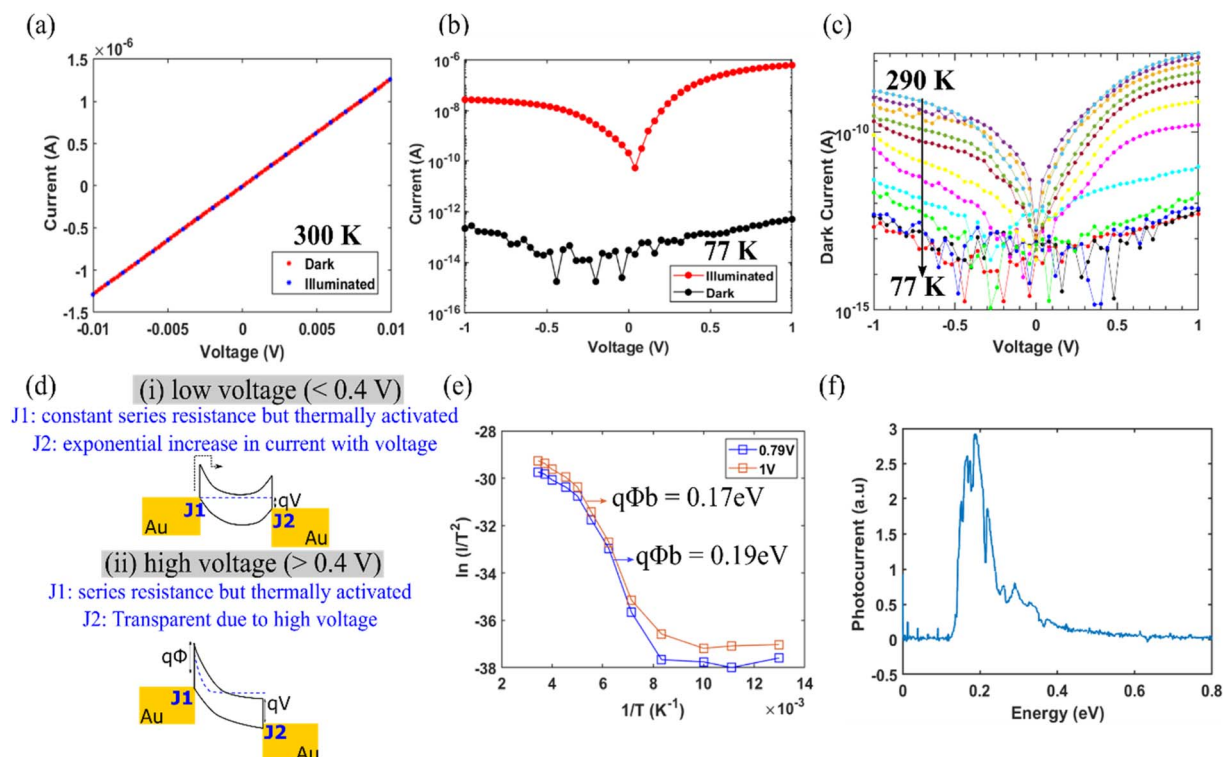 (a)
×10⁻⁶
1.5
1
0.5
0
-0.5
-1
-1.5
Current (A)
300 K
Dark
Illuminated
-0.01
-0.005
0
0.005
0.01
Voltage (V)
(b)
10⁻⁶
10⁻⁸
10⁻¹⁰
10⁻¹²
10⁻¹⁴
10⁻¹⁶
Current (A)
77 K
Illuminated
Dark
-1
-0.5
0
0.5
1
Voltage (V)
(c)
290 K
10⁻¹⁰
Dark Current (A)
77 K
10⁻¹⁵
-1
-0.5
0
0.5
1
Voltage (V)
(d)
(i) low voltage (< 0.4 V)
J1: constant series resistance but thermally activated
J2: exponential increase in current with voltage
J1
Au
qV
J2
Au
(ii) high voltage (> 0.4 V)
J1: series resistance but thermally activated
J2: Transparent due to high voltage
qΦ
J1
Au
qV
J2
Au
(e)
-28
-30
-32
-34
-36
-38
ln (I/T²)
0.79V
1V
qΦb = 0.17eV
qΦb = 0.19eV
2
4
6
8
10
12
14
1/T (K⁻¹)
×10⁻³
(f)
3
2.5
2
1.5
1
0.5
0
-0.5
Photocurrent (a.u)
0
0.2
0.4
0.6
0.8
Energy (eV)